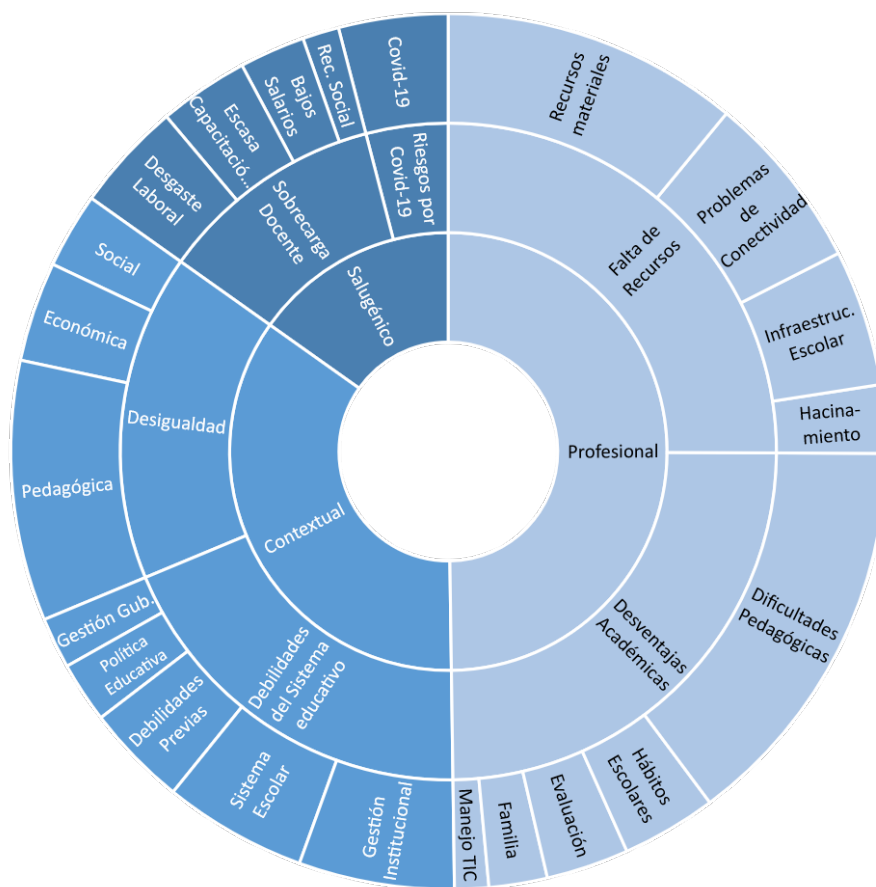 Profesional
Falta de
Recursos
Recursos
materiales
Problemas
de
Conectividad
Infraestruc.
Escolar
Hacina-
miento
Desventajas
Académicas
Dificultades
Pedagógicas
Hábitos
Escolares
Evaluación
Familia
Manejo TIC
Contextual
Debilidades
del Sistema
educativo
Gestión
Institucional
Sistema
Escolar
Debilidades
Previas
Política
Educativa
Gestión Gub.
Desigualdad
Pedagógica
Económica
Social
Salugénico
Sobrecarga
Docente
Desgaste
Laboral
Escasa
Capacitació...
Bajos
Salarios
Rec. Social
Riesgos por
Covid-19
Covid-19